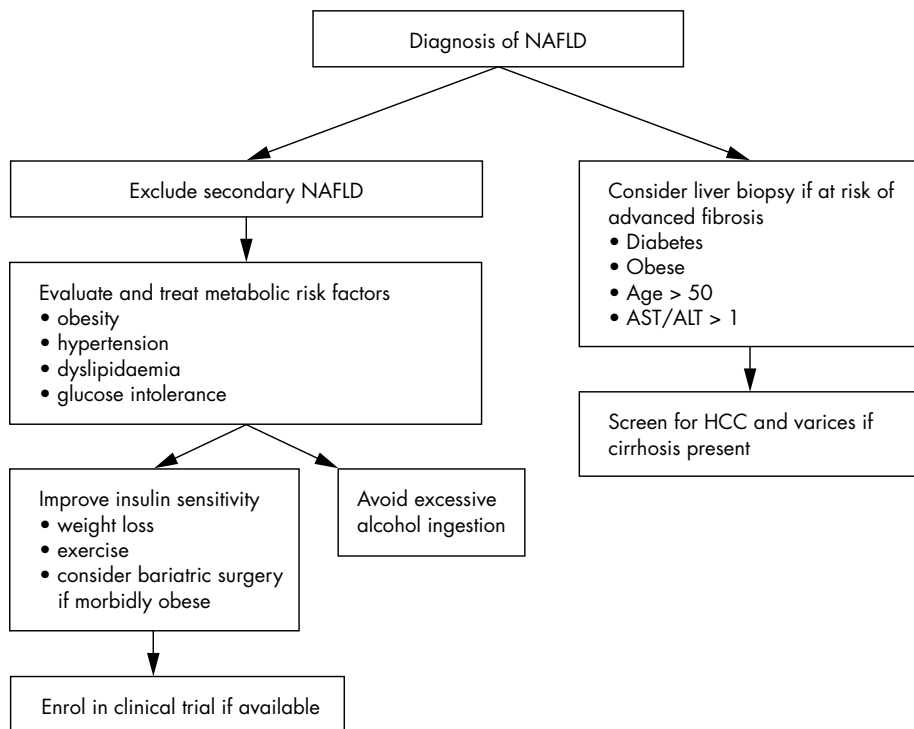 Diagnosis of NAFLD
Exclude secondary NAFLD
Evaluate and treat metabolic risk factors
• obesity
• hypertension
• dyslipidaemia
• glucose intolerance
Improve insulin sensitivity
• weight loss
• exercise
• consider bariatric surgery
if morbidly obese
Avoid excessive
alcohol ingestion
Enrol in clinical trial if available
Consider liver biopsy if at risk of
advanced fibrosis
• Diabetes
• Obese
• Age > 50
• AST/ALT > 1
Screen for HCC and varices if
cirrhosis present